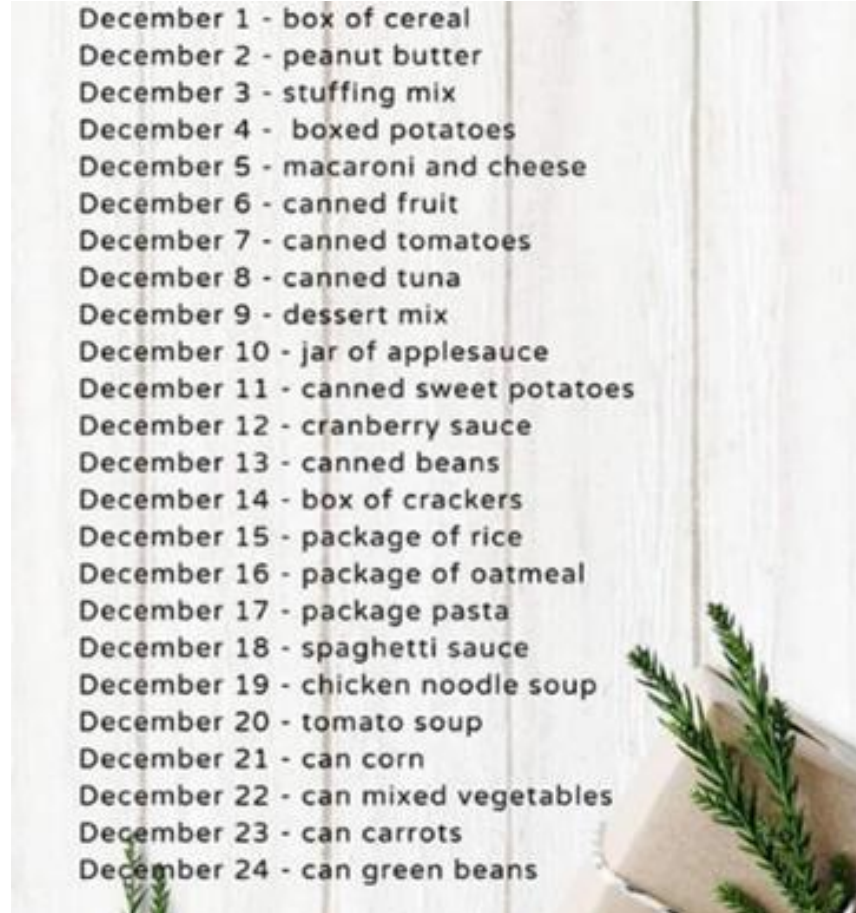 December 1 - box of cereal
December 2 - peanut butter
December 3 - stuffing mix
December 4 - boxed potatoes
December 5 - macaroni and cheese
December 6 - canned fruit
December 7 - canned tomatoes
December 8 - canned tuna
December 9 - dessert mix
December 10 - jar of applesauce
December 11 - canned sweet potatoes
December 12 - cranberry sauce
December 13 - canned beans
December 14 - box of crackers
December 15 - package of rice
December 16 - package of oatmeal
December 17 - package pasta
December 18 - spaghetti sauce
December 19 - chicken noodle soup
December 20 - tomato soup
December 21 - can corn
December 22 - can mixed vegetables
December 23 - can carrots
December 24 - can green beans